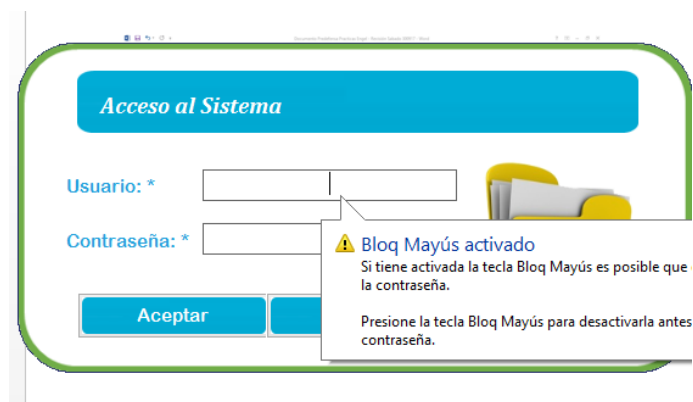 Acceso al Sistema
Usuario: *
Contraseña: *
Bloq Mayús activado
Si tiene activada la tecla Bloq Mayús es posible que
la contraseña.
Presione la tecla Bloq Mayús para desactivarla antes
contraseña.
Aceptar